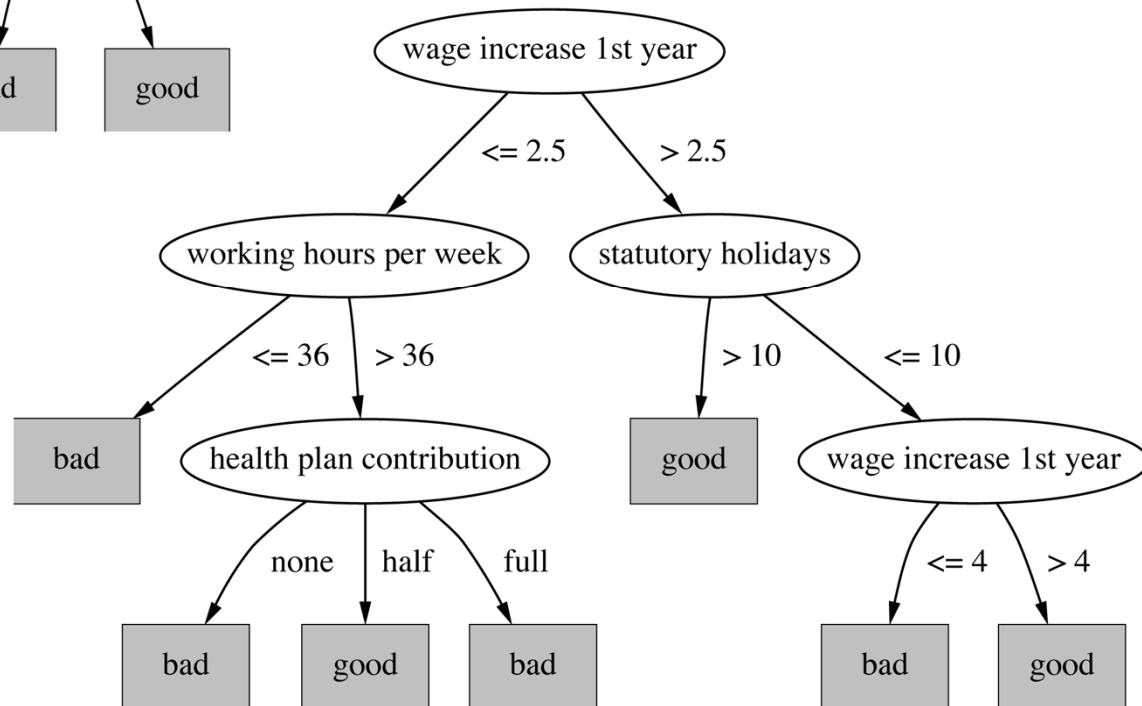 wage increase 1st year
d good
<= 2.5 > 2.5
working hours per week statutory holidays
<= 36 > 36 > 10 <= 10
bad health plan contribution good wage increase 1st year
none half full <= 4 > 4
bad good bad bad good